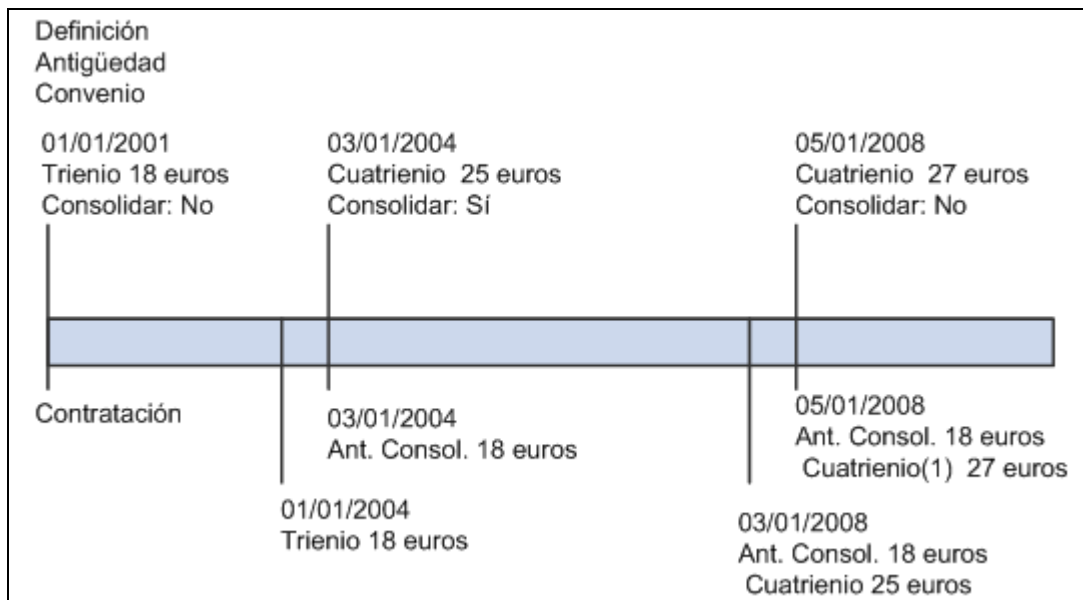 Definición
Antigüedad
Convenio
01/01/2001
Trienio 18 euros
Consolidar: No
03/01/2004
Cuatrienio 25 euros
Consolidar: Sí
05/01/2008
Cuatrienio 27 euros
Consolidar: No
Contratación
03/01/2004
Ant. Consol. 18 euros
05/01/2008
Ant. Consol. 18 euros
Cuatrienio(1) 27 euros
01/01/2004
Trienio 18 euros
03/01/2008
Ant. Consol. 18 euros
Cuatrienio 25 euros